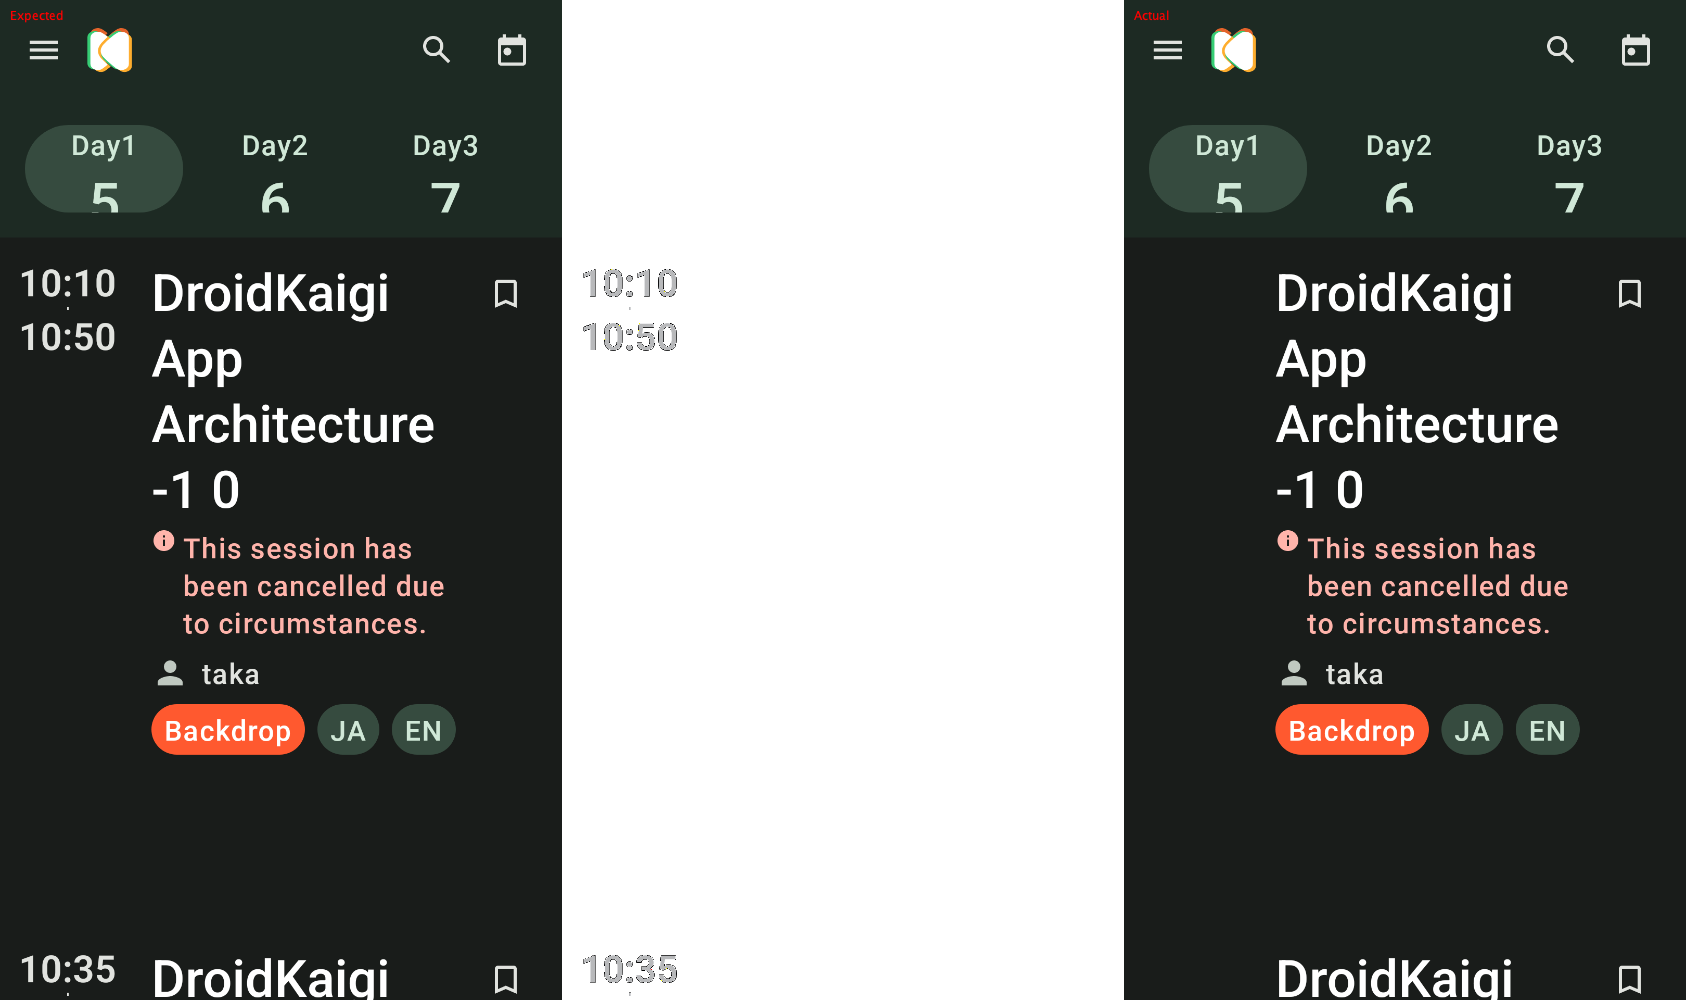 Expected
Day1 Day2 Day3
5 6 7
10:10
10:50
DroidKaigi
App
Architecture
-1 0
This session has
been cancelled due
to circumstances.
taka
Backdrop JA EN
10:35
DroidKaigi
10:10
10:50
10:35
Actual
Day1 Day2 Day3
5 6 7
DroidKaigi
App
Architecture
-1 0
This session has
been cancelled due
to circumstances.
taka
Backdrop JA EN
DroidKaigi